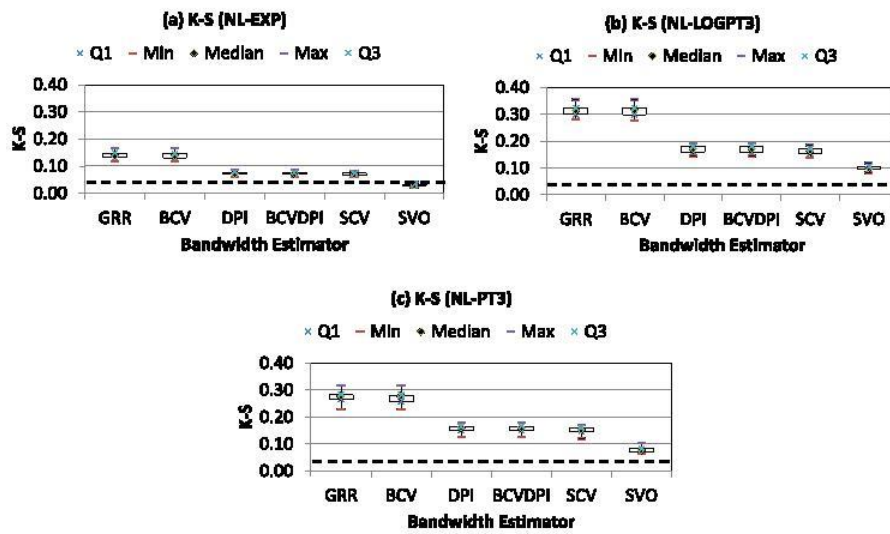 (a) K-S (NL-EXP)
Q1 Min Median Max Q3
0.40
0.30
0.20
0.10
0.00
K-S
GRR BCV DPI BCVDPI SCV SVO
Bandwidth Estimator
(b) K-S (NL-LOGPT3)
Q1 Min Median Max Q3
0.40
0.30
0.20
0.10
0.00
K-S
GRR BCV DPI BCVDPI SCV SVO
Bandwidth Estimator
(c) K-S (NL-PT3)
Q1 Min Median Max Q3
0.40
0.30
0.20
0.10
0.00
K-S
GRR BCV DPI BCVDPI SCV SVO
Bandwidth Estimator